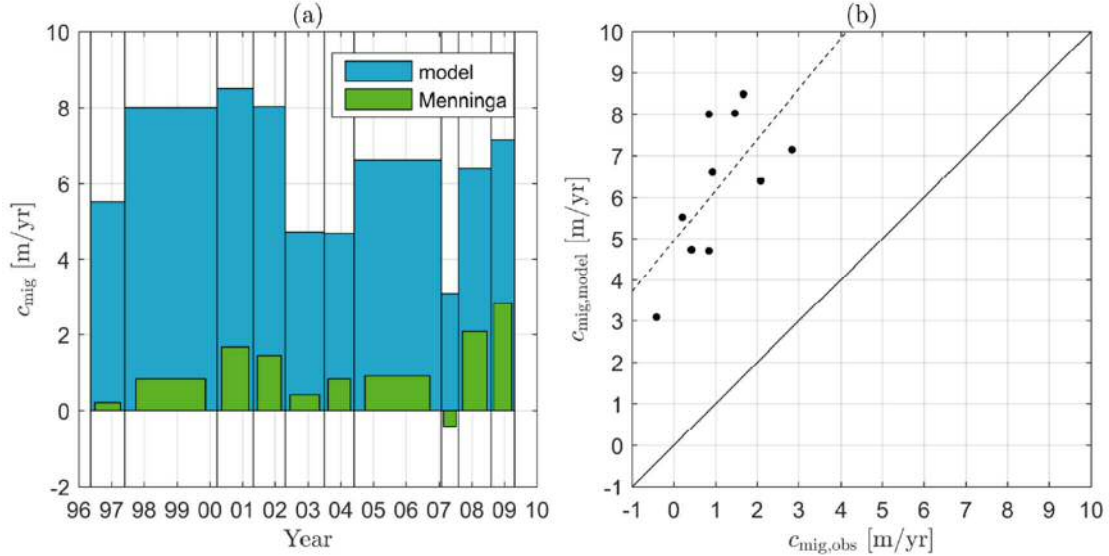 (a)
10
8
6
4
2
0
-2
c_mig [m/yr]
model
Menninga
96 97 98 99 00 01 02 03 04 05 06 07 08 09 10
Year
(b)
10
9
8
7
6
5
4
3
2
1
0
-1
c_mig,model [m/yr]
-1 0 1 2 3 4 5 6 7 8 9 10
c_mig,obs [m/yr]